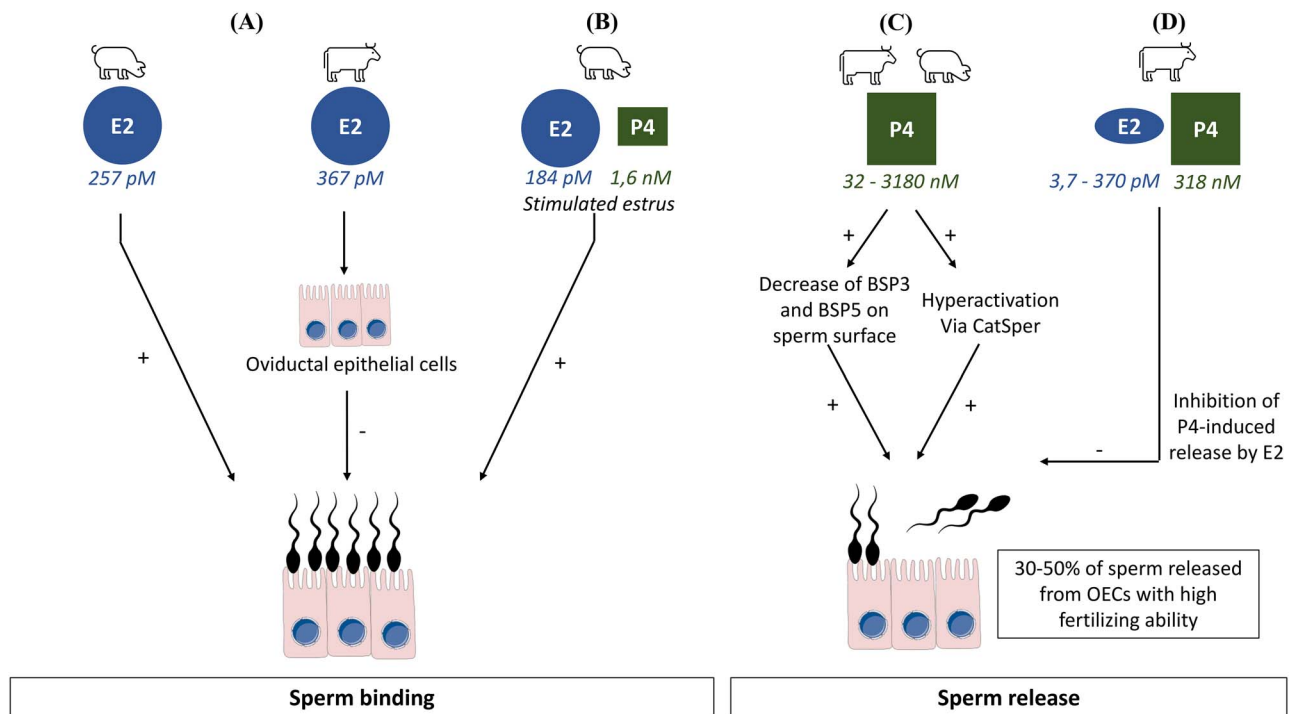 (A)
(B)
(C)
(D)
E2
E2
E2
P4
P4
E2
P4
257 pM
367 pM
184 pM
1,6 nM
Stimulated estrus
32 - 3180 nM
3,7 - 370 pM
318 nM
+
+
Decrease of BSP3
and BSP5 on
sperm surface
Hyperactivation
Via CatSper
Oviductal epithelial cells
+
+
-
+
+
Inhibition of
P4-induced
release by E2
-
30-50% of sperm released
from OECs with high
fertilizing ability
Sperm binding
Sperm release